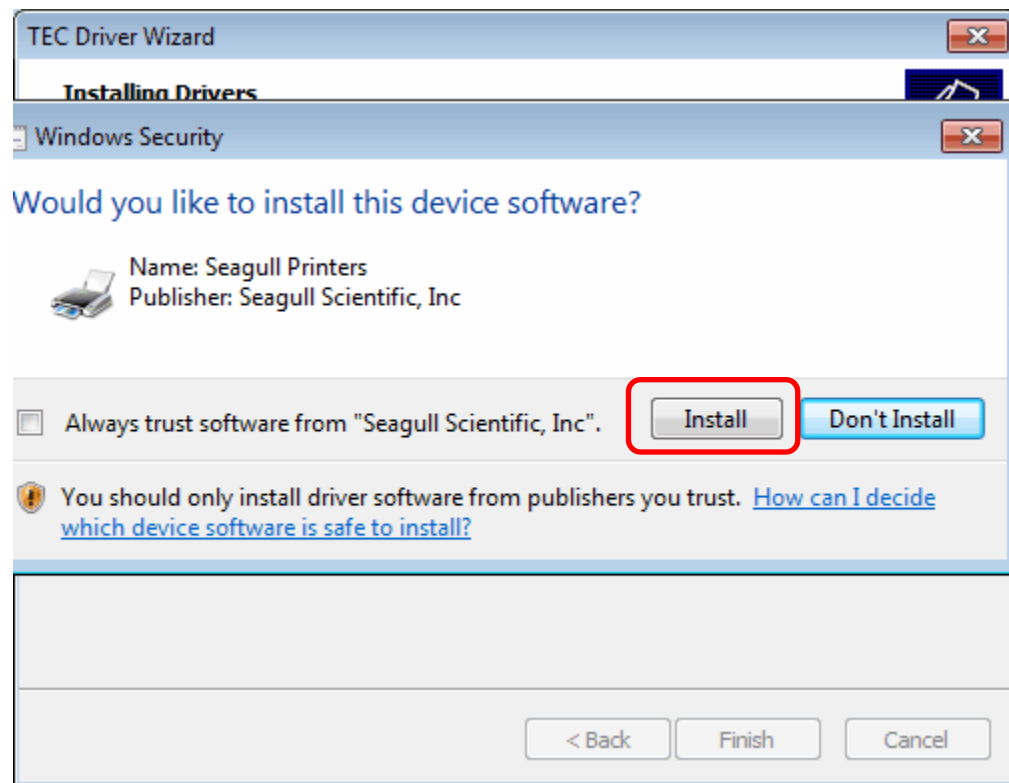 TEC Driver Wizard
Installing Drivers
Windows Security
Would you like to install this device software?
Name: Seagull Printers
Publisher: Seagull Scientific, Inc
Always trust software from "Seagull Scientific, Inc".
Install
Don't Install
You should only install driver software from publishers you trust. How can I decide
which device software is safe to install?
< Back
Finish
Cancel